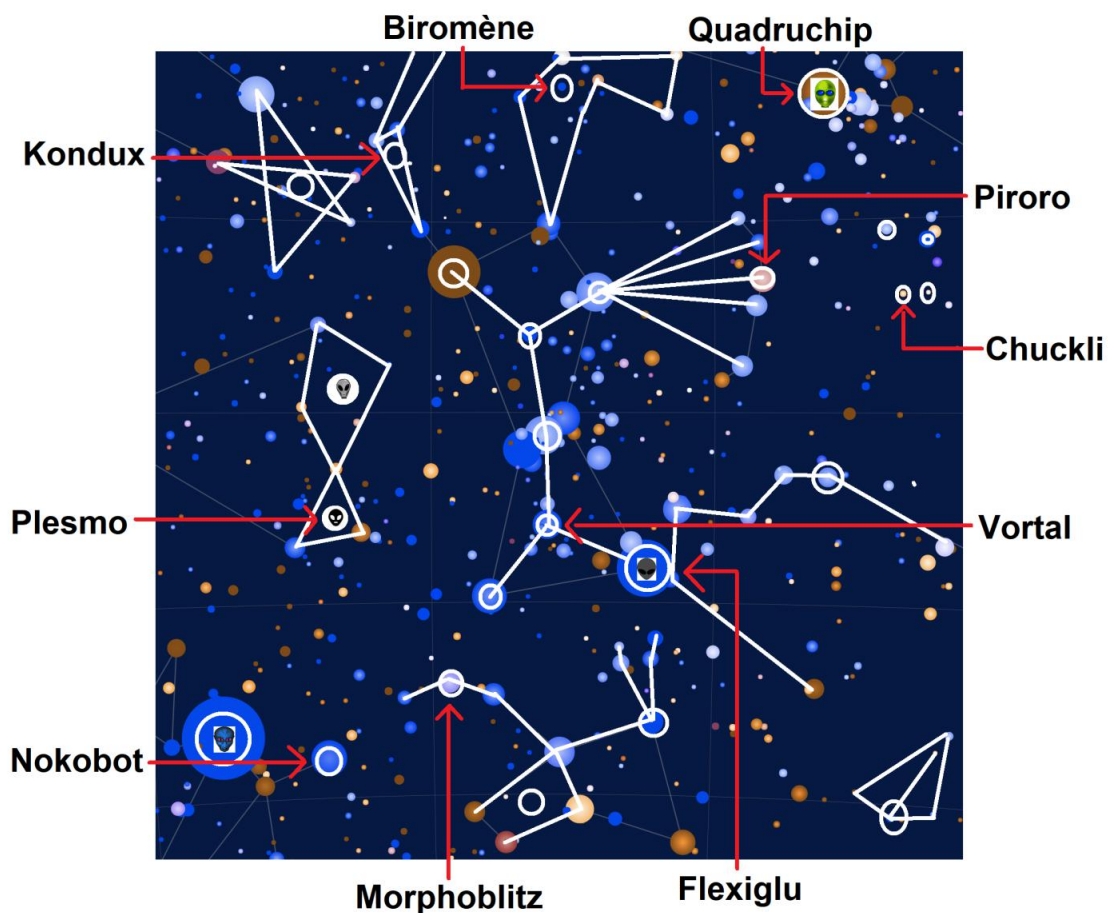 Biromène
Quadruchip
Kondux
Piroro
Chuckli
Plesmo
Vortal
Nokobot
Morphoblitz
Flexiglu